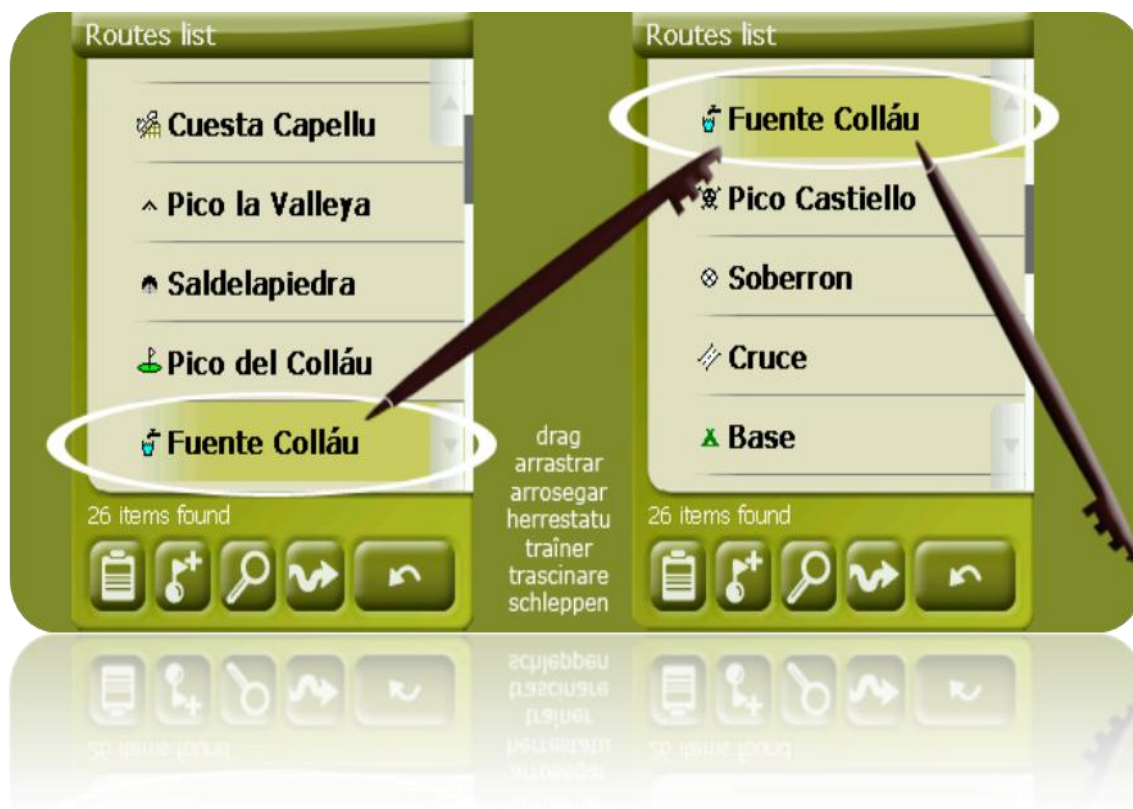 Routes list
Cuesta Capellu
Pico la Valleya
Saldelapiedra
Pico del Colláu
Fuente Colláu
26 items found
drag
arrastrar
arrosegar
herrestatu
traîner
trascinare
schleppen
Routes list
Fuente Colláu
Pico Castiello
Soberron
Cruce
Base
26 items found